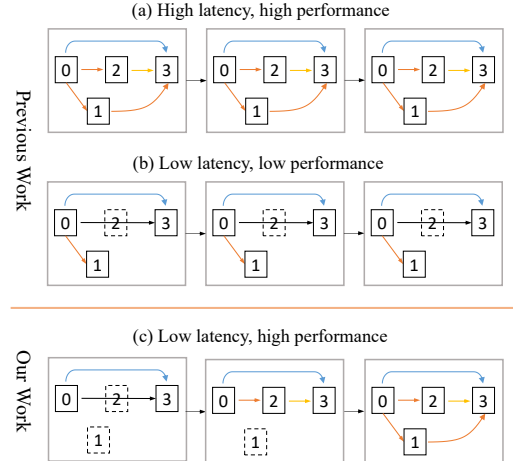 (a) High latency, high performance
0 2 3 0 2 3 0 2 3
1 1 1
Previous Work
(b) Low latency, low performance
0 2 3 0 2 3 0 2 3
1 1 1
(c) Low latency, high performance
Our Work
0 2 3 0 2 3 0 2 3
1 1 1